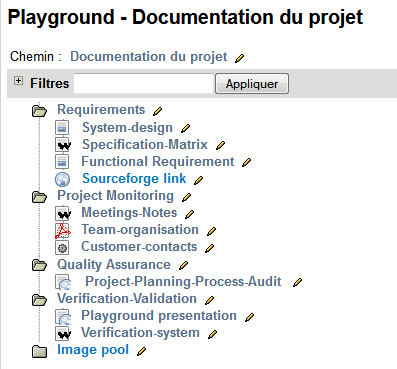 Playground - Documentation du projet
Chemin : Documentation du projet
Filtres Appliquer
Requirements
System-design
Specification-Matrix
Functional Requirement
Sourceforge link
Project Monitoring
Meetings-Notes
Team-organisation
Customer-contacts
Quality Assurance
Project-Planning-Process-Audit
Verification-Validation
Playground presentation
Verification-system
Image pool